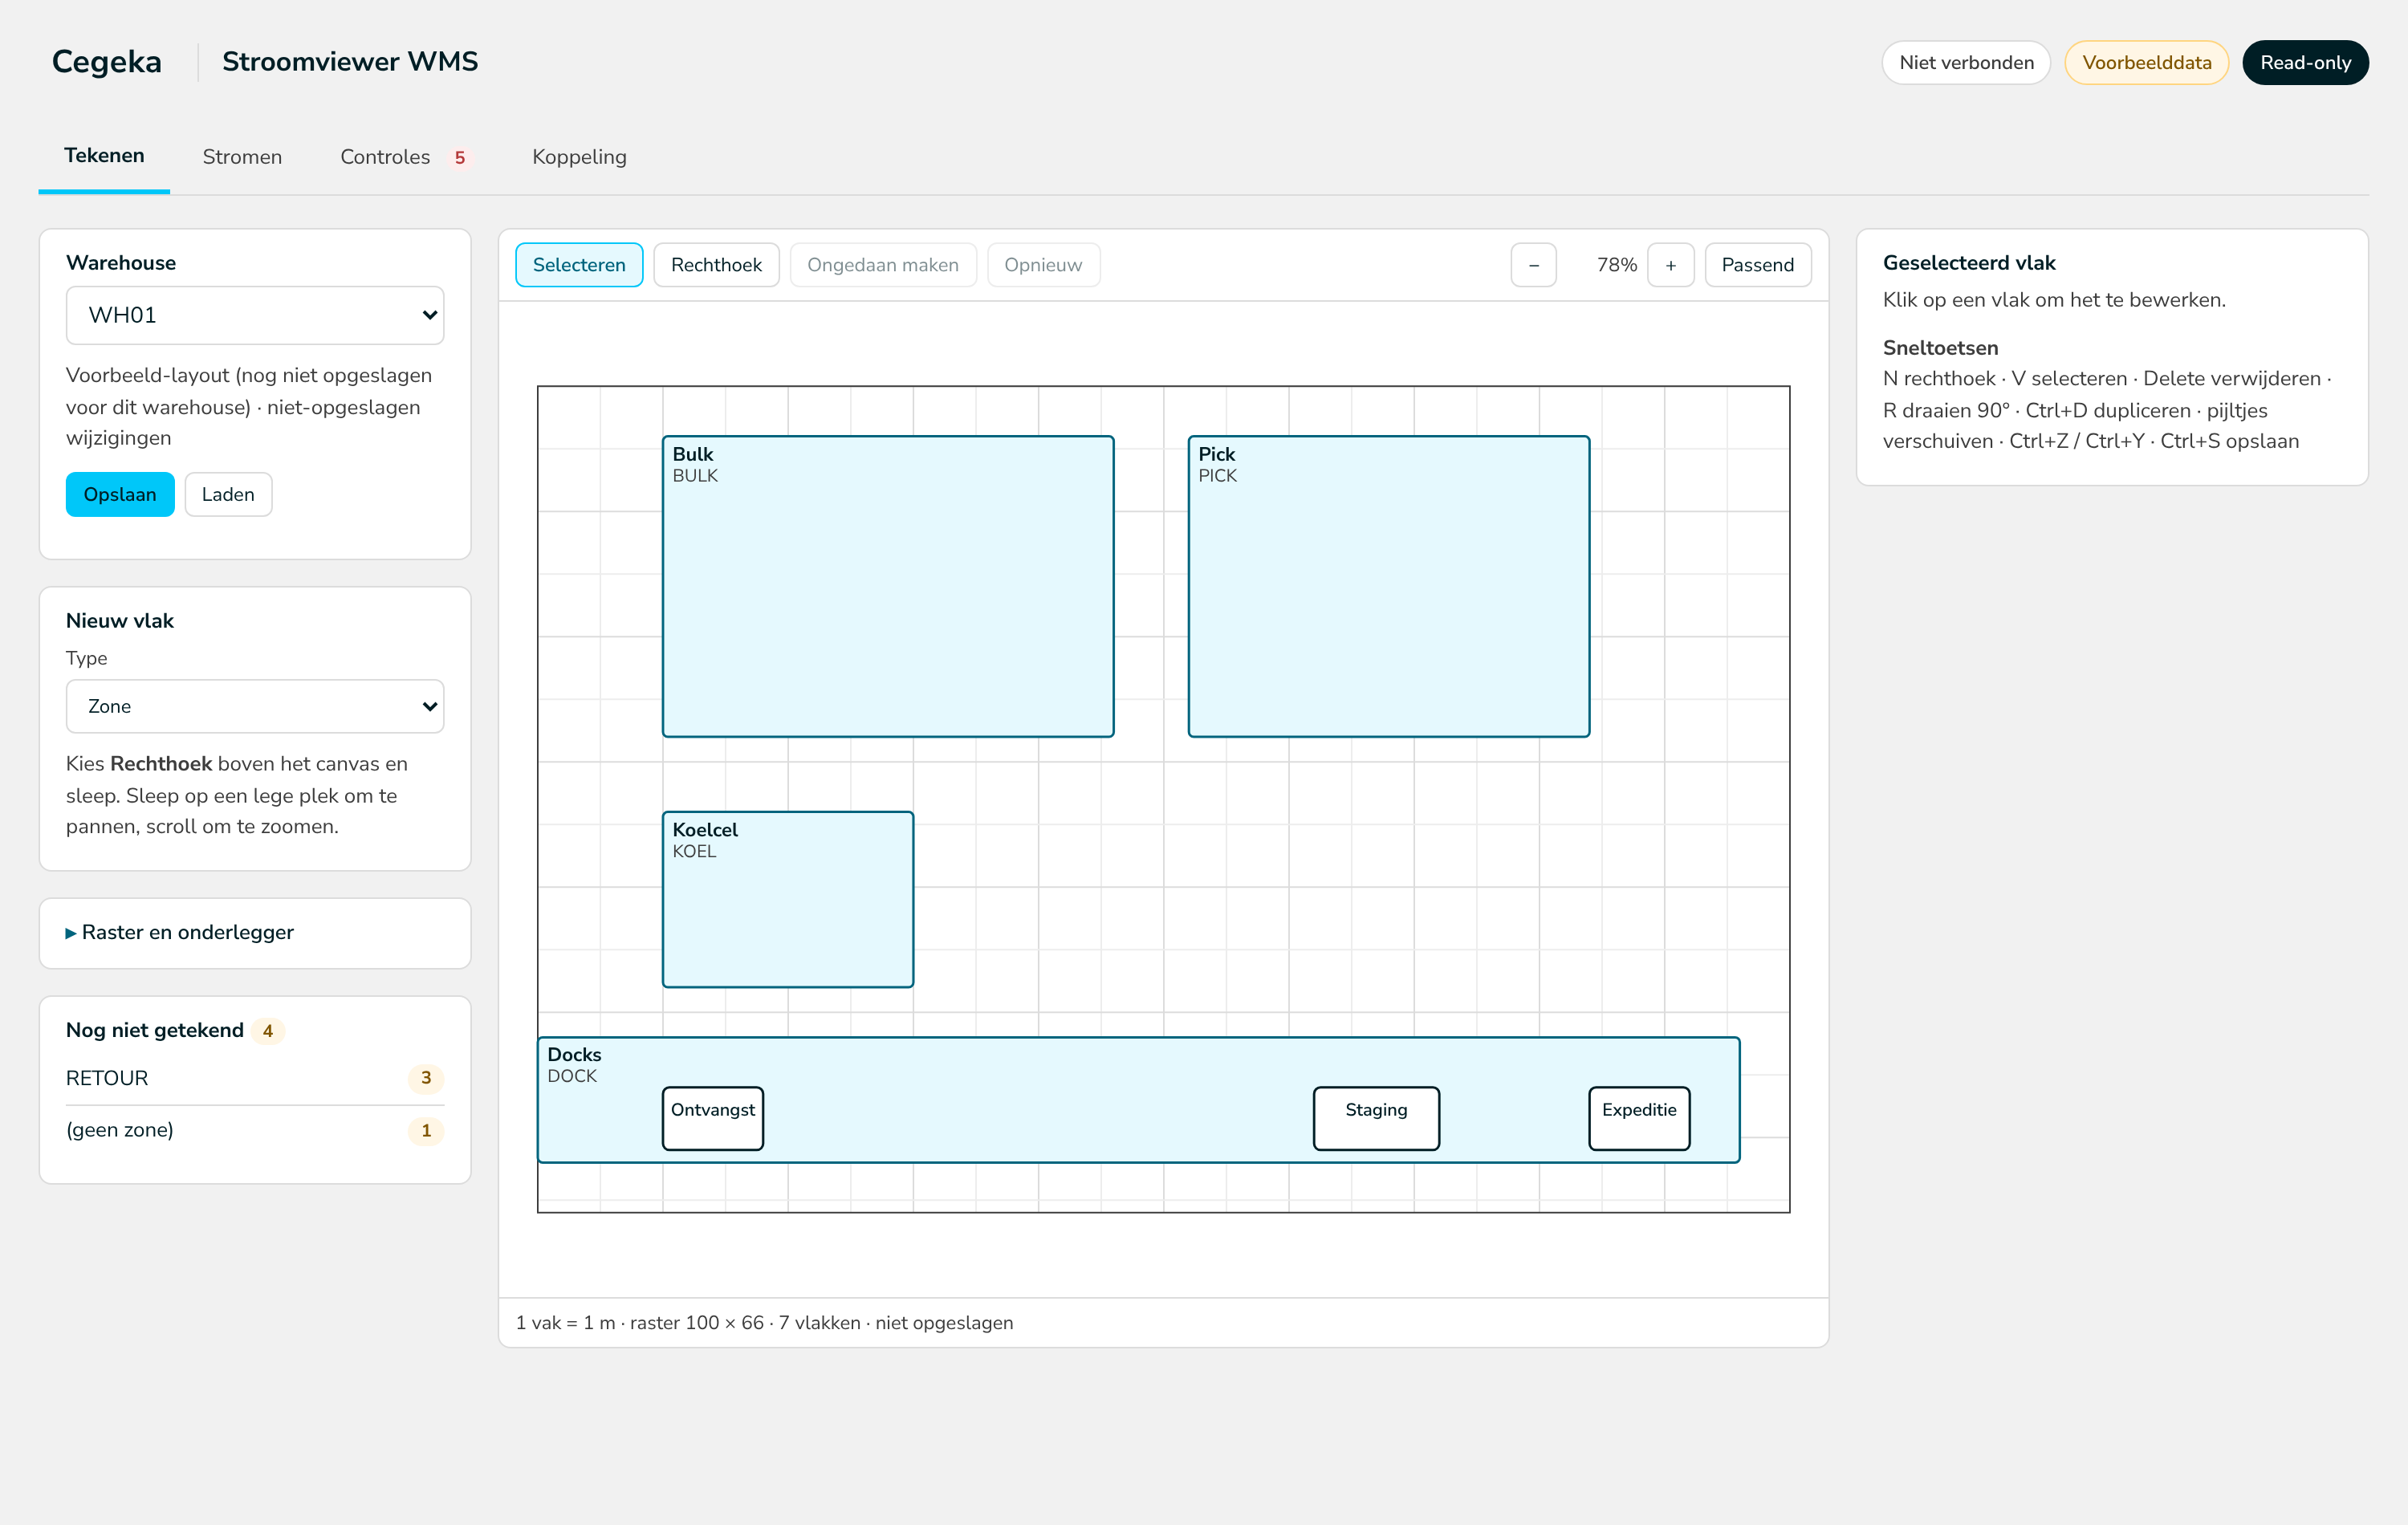 Cegeka
Stroomviewer WMS
Niet verbonden
Voorbeelddata
Read-only
Tekenen
Stromen
Controles 5
Koppeling
Warehouse
WH01
Voorbeeld-layout (nog niet opgeslagen
voor dit warehouse) · niet-opgeslagen
wijzigingen
Opslaan
Laden
Nieuw vlak
Type
Zone
Kies Rechthoek boven het canvas en
sleep. Sleep op een lege plek om te
pannen, scroll om te zoomen.
▸ Raster en onderlegger
Nog niet getekend 4
RETOUR 3
(geen zone) 1
Selecteren
Rechthoek
Ongedaan maken
Opnieuw
−
78%
+
Passend
Bulk
BULK
Pick
PICK
Koelcel
KOEL
Docks
DOCK
Ontvangst
Staging
Expeditie
1 vak = 1 m · raster 100 × 66 · 7 vlakken · niet opgeslagen
Geselecteerd vlak
Klik op een vlak om het te bewerken.
Sneltoetsen
N rechthoek · V selecteren · Delete verwijderen ·
R draaien 90° · Ctrl+D dupliceren · pijltjes
verschuiven · Ctrl+Z / Ctrl+Y · Ctrl+S opslaan